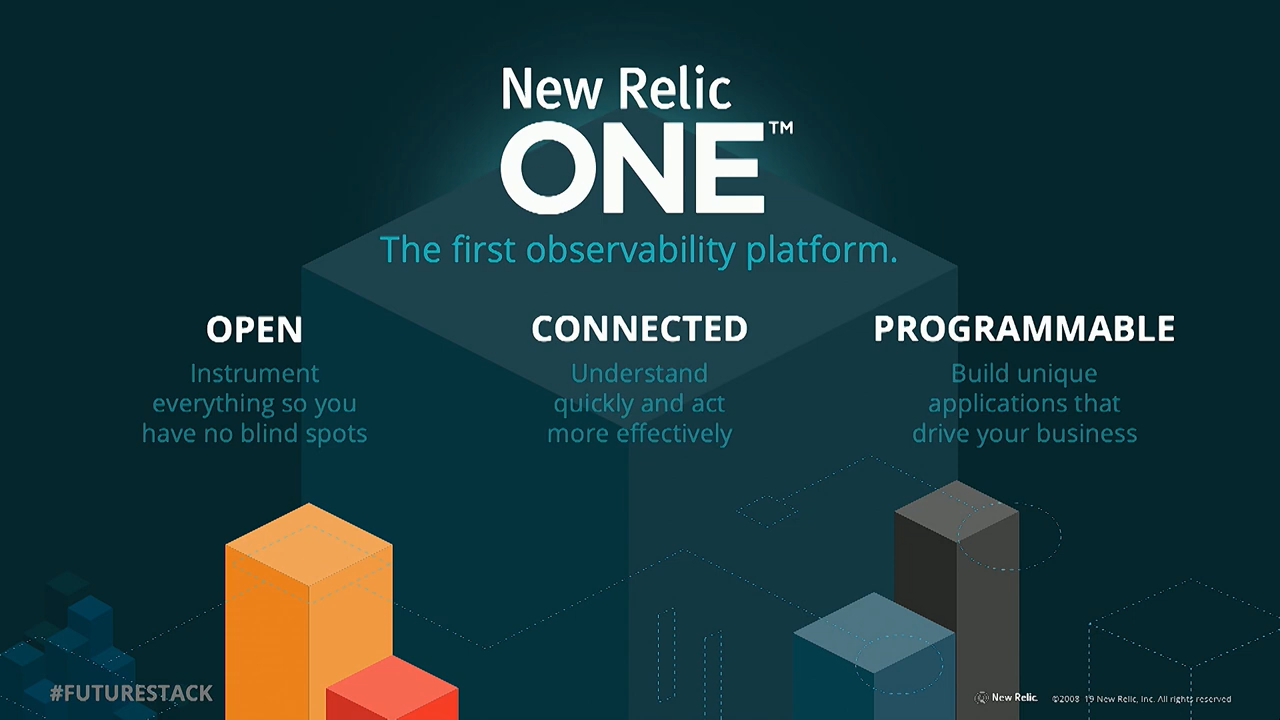 New Relic
ONE™
The first observability platform.
OPEN
Instrument
everything so you
have no blind spots
CONNECTED
Understand
quickly and act
more effectively
PROGRAMMABLE
Build unique
applications that
drive your business
#FUTURESTACK
New Relic. ©2008-19 New Relic, Inc. All rights reserved